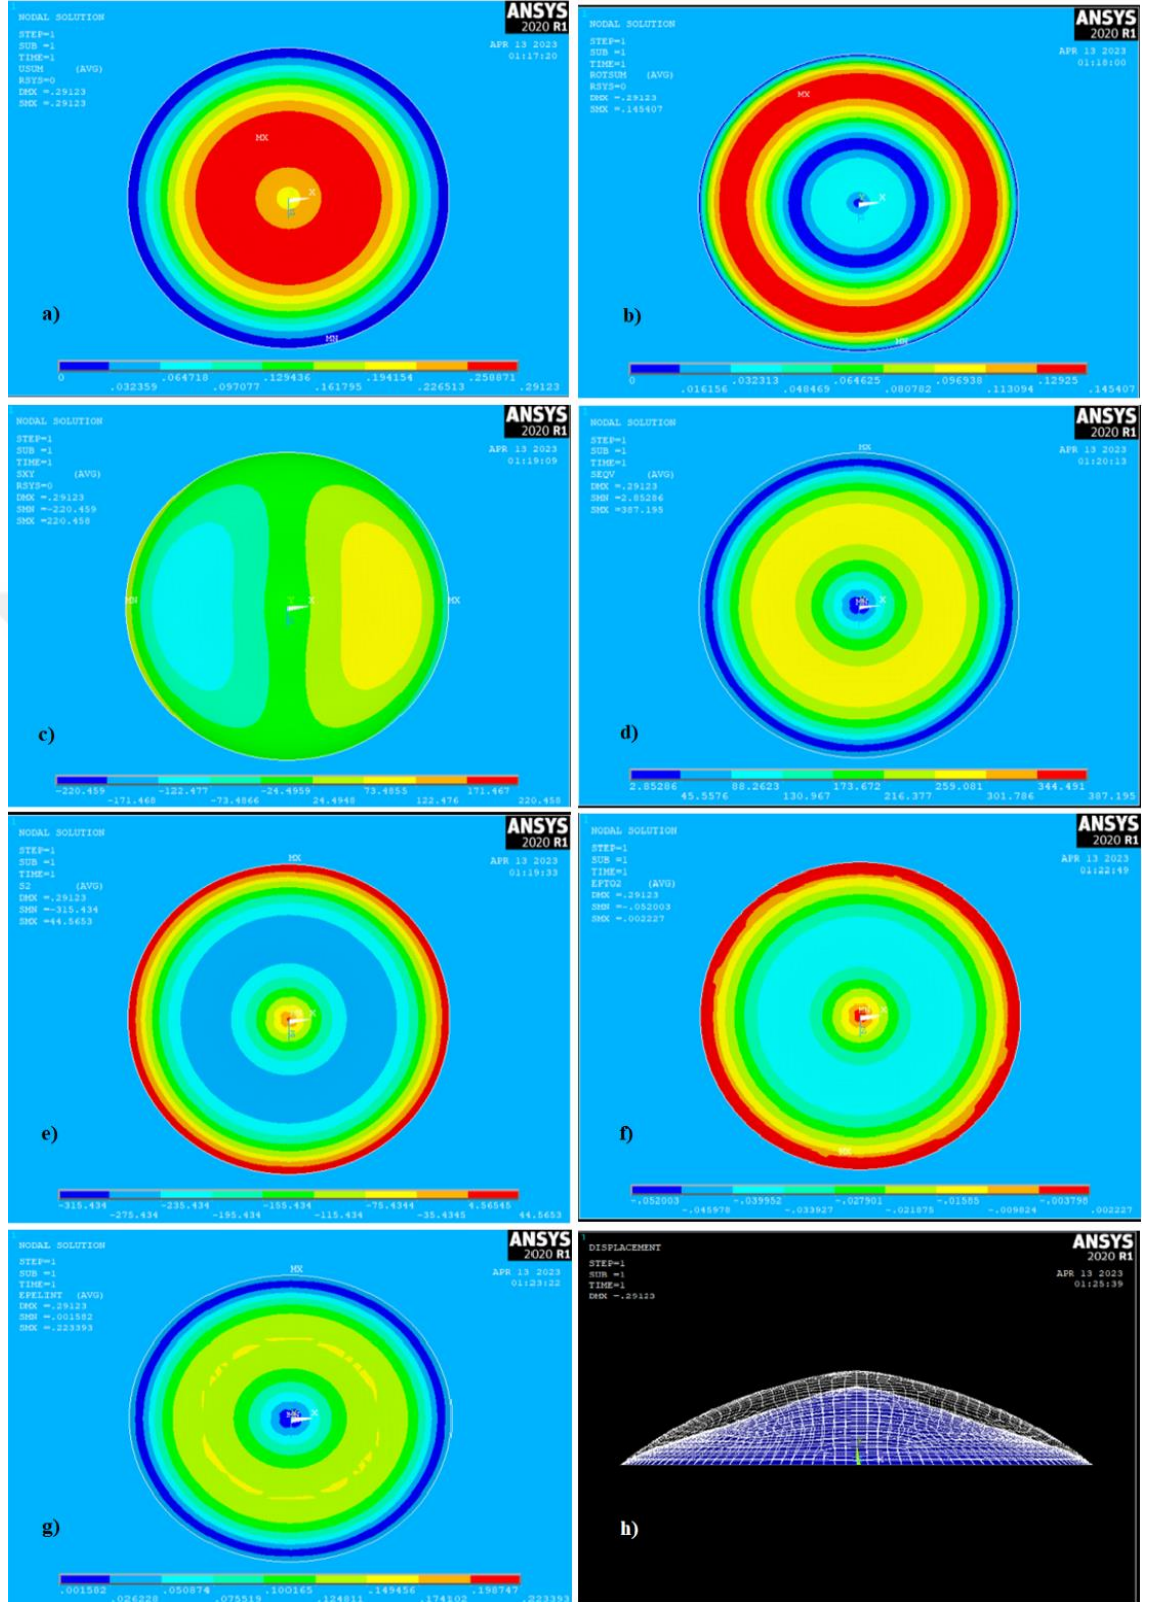 1
NODAL SOLUTION
STEP=1
SUB =1
TIME=1
USUM (AVG)
RSYS=0
DMX =.29123
SMX =.29123
ANSYS
2020 R1
APR 13 2023
01:17:20
MX
X
MN
a)
0 .064718 .129436 .194154 .258871
.032359 .097077 .161795 .226513 .29123
1
NODAL SOLUTION
STEP=1
SUB =1
TIME=1
ROTSUM (AVG)
RSYS=0
DMX =.29123
SMX =.145407
ANSYS
2020 R1
APR 13 2023
01:18:00
MX
X
MN
b)
0 .032313 .064625 .096938 .12925
.016156 .048469 .080782 .113094 .145407
NODAL SOLUTION
STEP=1
SUB =1
TIME=1
SXY (AVG)
RSYS=0
DMX =.29123
SMN =-220.459
SMX =220.458
ANSYS
2020 R1
APR 13 2023
01:19:09
MN
Y X
MX
c)
-220.459 -122.477 -24.4959 73.4855 171.467
-171.468 -73.4866 24.4948 122.476 220.458
1
NODAL SOLUTION
STEP=1
SUB =1
TIME=1
SEQV (AVG)
DMX =.29123
SMN =2.85286
SMX =387.195
ANSYS
2020 R1
APR 13 2023
01:20:13
MX
MN
X
d)
2.85286 88.2623 173.672 259.081 344.491
45.5576 130.967 216.377 301.786 387.195
NODAL SOLUTION
STEP=1
SUB =1
TIME=1
S2 (AVG)
DMX =.29123
SMN =-315.434
SMX =44.5653
ANSYS
2020 R1
APR 13 2023
01:19:33
MX
X
e)
-315.434 -235.434 -155.434 -75.4344 4.56545
-275.434 -195.434 -115.434 -35.4345 44.5653
NODAL SOLUTION
STEP=1
SUB =1
TIME=1
EPTO2 (AVG)
DMX =.29123
SMN =-.052003
SMX =.002227
ANSYS
2020 R1
APR 13 2023
01:22:49
X
MX
f)
-.052003 -.039952 -.027901 -.01585 -.003798
-.045978 -.033927 -.021875 -.009824 .002227
1
NODAL SOLUTION
STEP=1
SUB =1
TIME=1
EPELINT (AVG)
DMX =.29123
SMN =.001582
SMX =.223393
ANSYS
2020 R1
APR 13 2023
01:23:22
MX
X
g)
.001582 .050874 .100165 .149456 .198747
.026228 .075519 .124811 .174102 .223393
1
DISPLACEMENT
STEP=1
SUB =1
TIME=1
DMX =.29123
ANSYS
2020 R1
APR 13 2023
01:25:39
X
h)